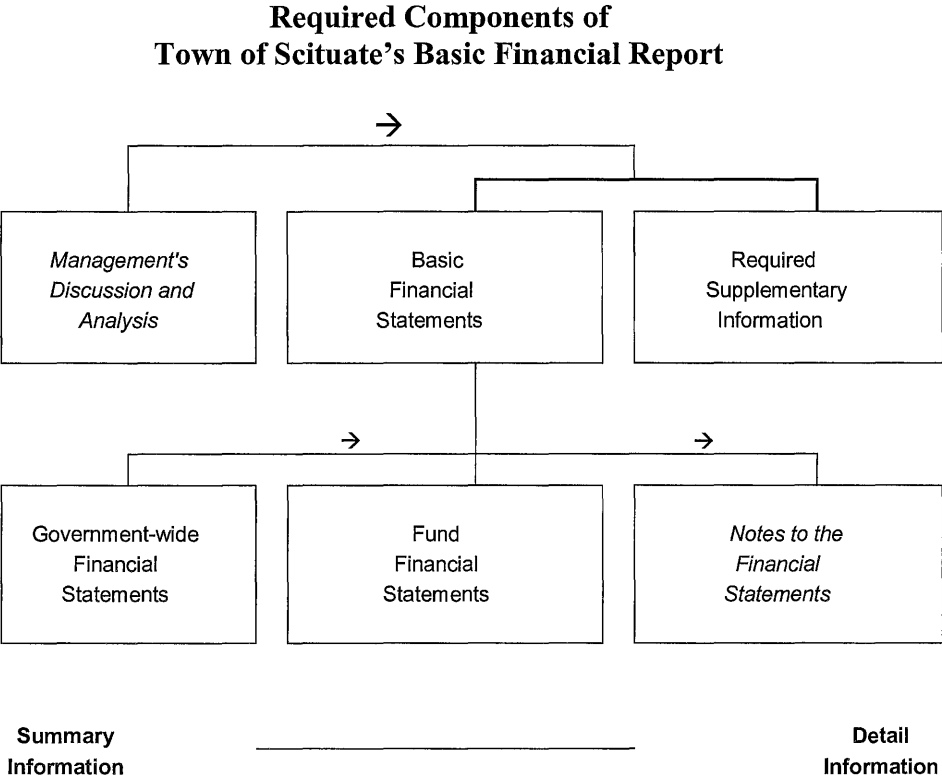 Required Components of
Town of Scituate's Basic Financial Report
→
Management's
Discussion and
Analysis
Basic
Financial
Statements
Required
Supplementary
Information
→
→
Government-wide
Financial
Statements
Fund
Financial
Statements
Notes to the
Financial
Statements
Summary
Information
Detail
Information